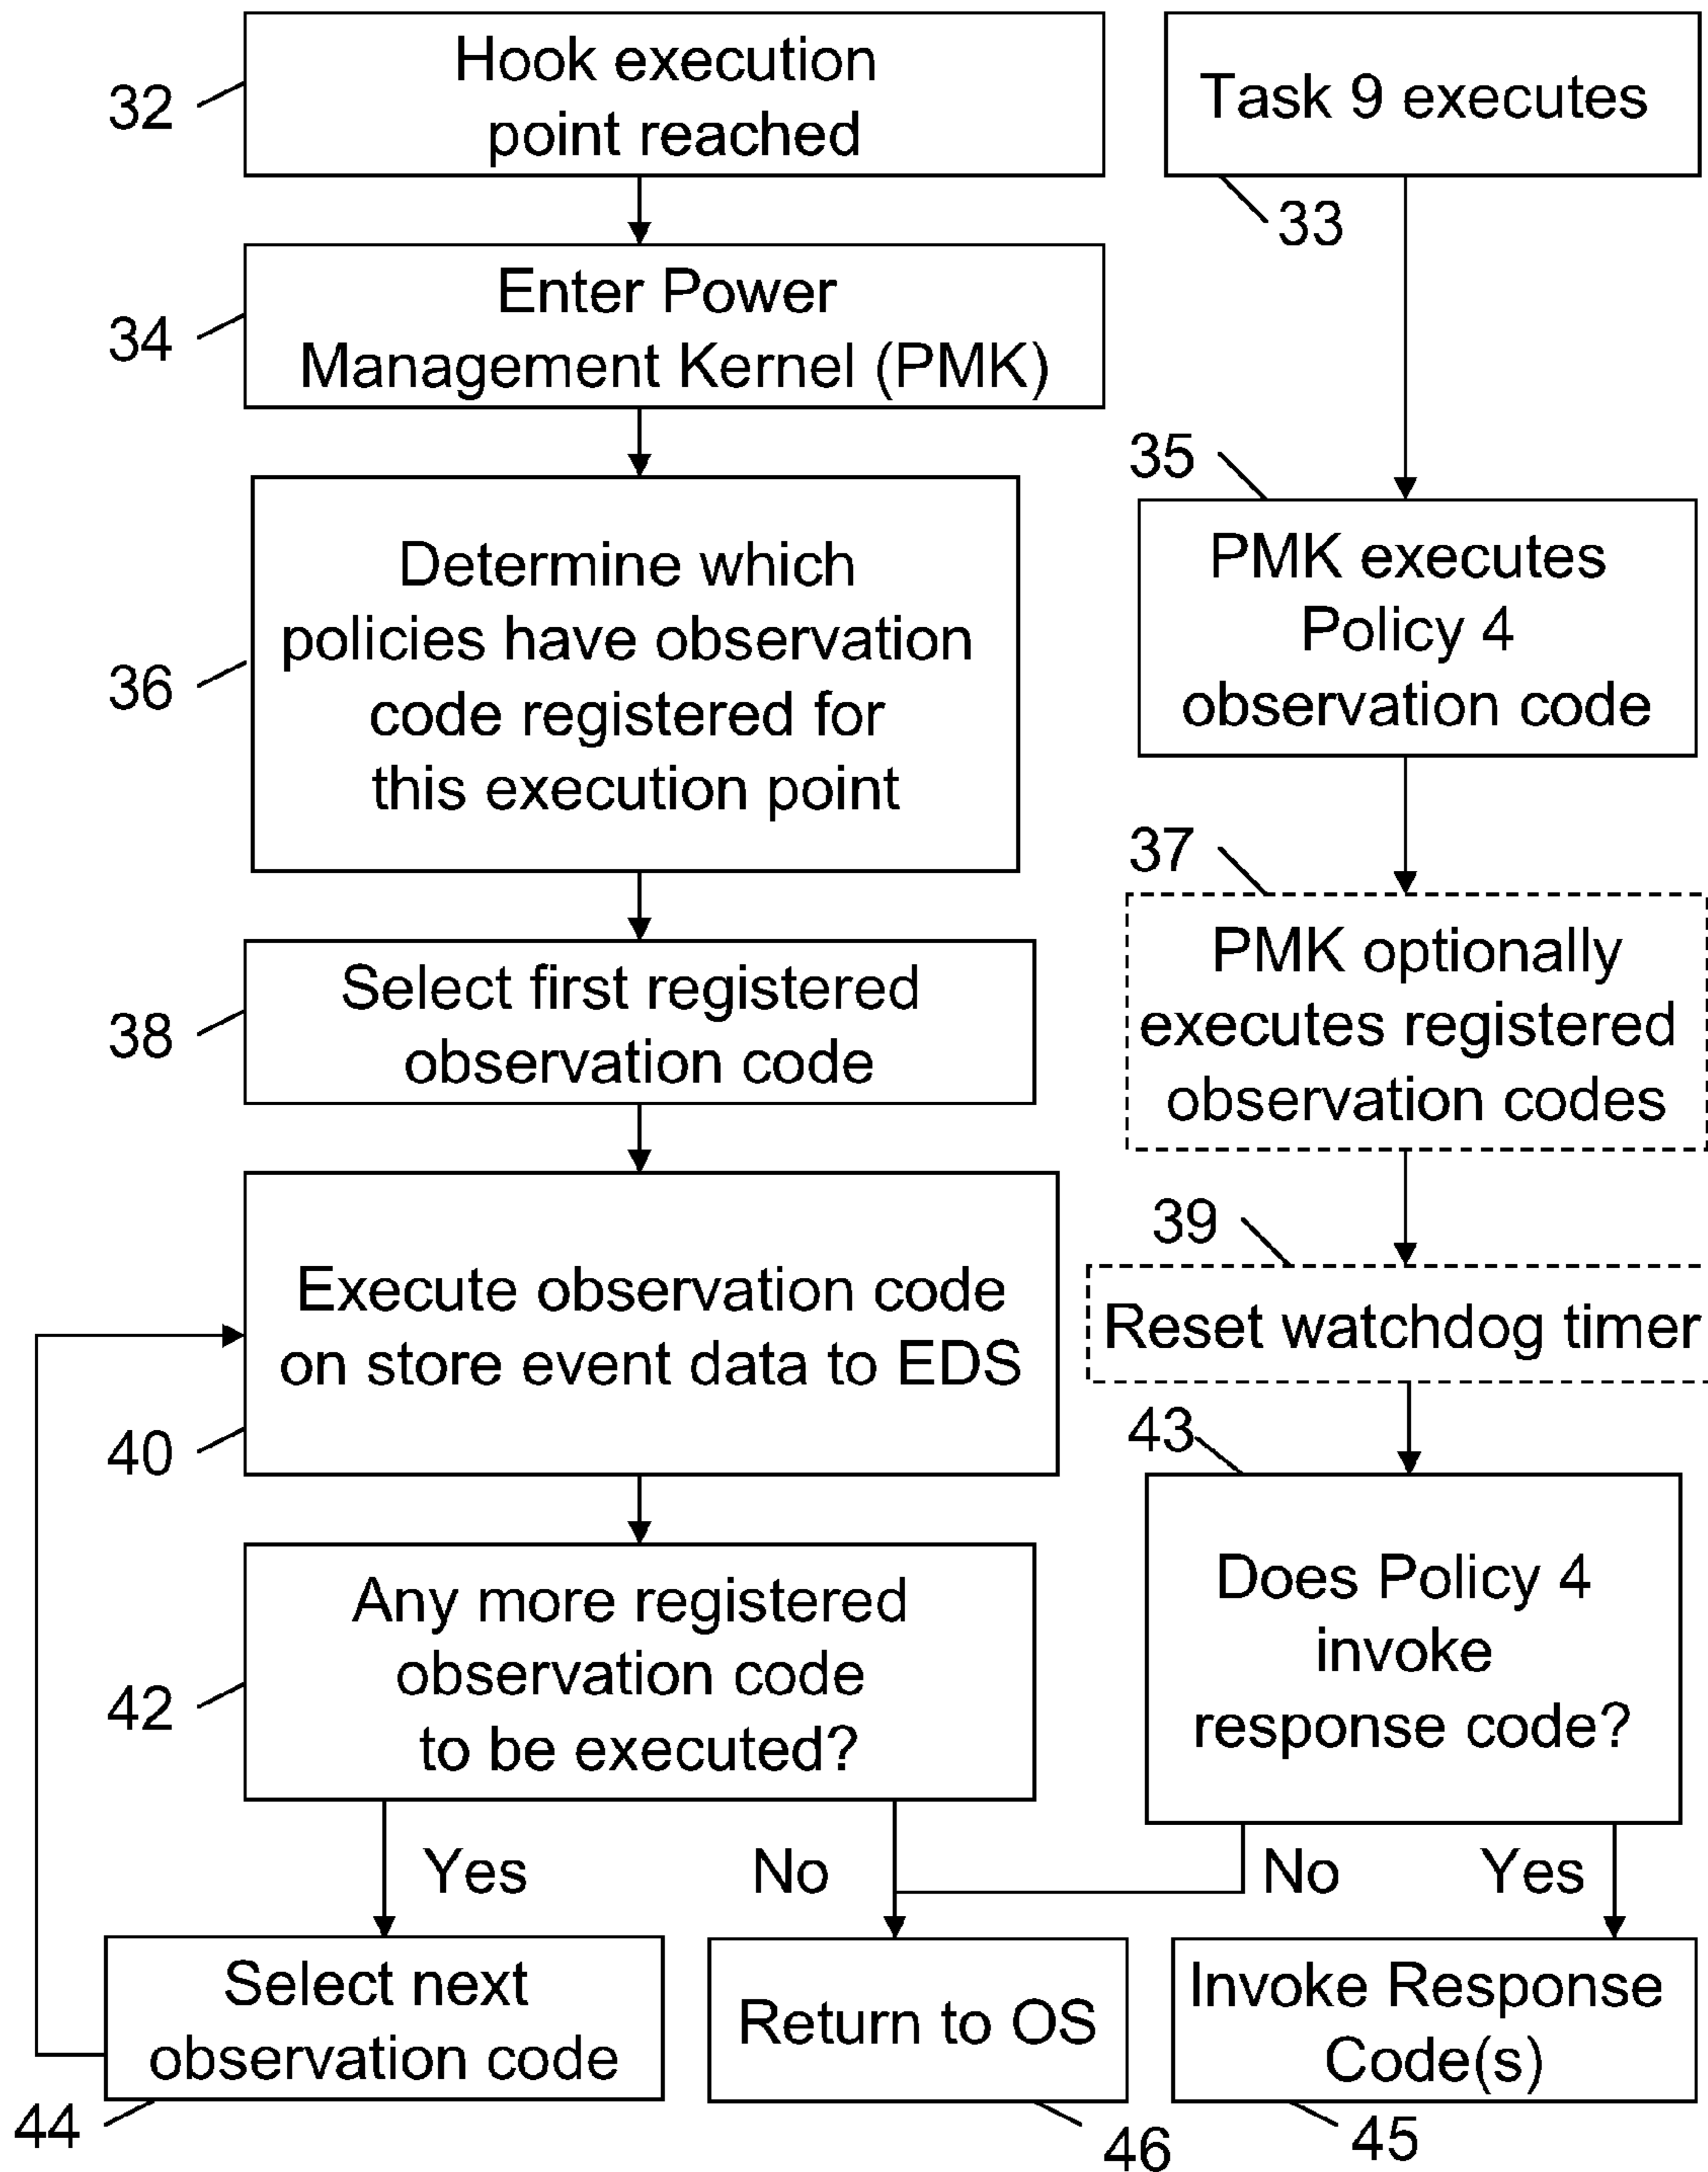 32
Hook execution
point reached
34
Enter Power
Management Kernel (PMK)
36
Determine which
policies have observation
code registered for
this execution point
38
Select first registered
observation code
40
Execute observation code
on store event data to EDS
42
Any more registered
observation code
to be executed?
Yes
No
44
Select next
observation code
46
Return to OS
Task 9 executes
33
35
PMK executes
Policy 4
observation code
37
PMK optionally
executes registered
observation codes
39
Reset watchdog timer
43
Does Policy 4
invoke
response code?
No
Yes
Invoke Response
Code(s)
45